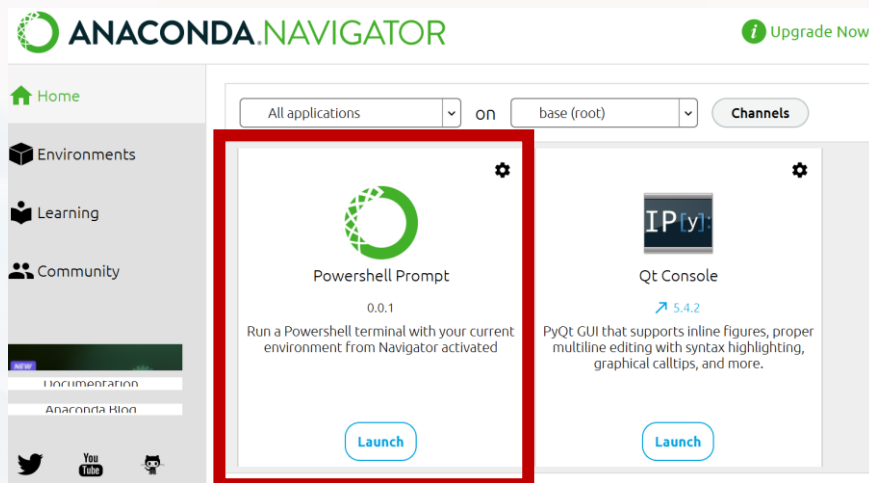 ANACONDA.NAVIGATOR
i Upgrade Now
Home
Environments
Learning
Community
NEW
Documentation
Anaconda Blog
You
Tube
All applications
on
base (root)
Channels
Powershell Prompt
0.0.1
Run a Powershell terminal with your current
environment from Navigator activated
Launch
IP[y]:
Qt Console
5.4.2
PyQt GUI that supports inline figures, proper
multiline editing with syntax highlighting,
graphical calltips, and more.
Launch